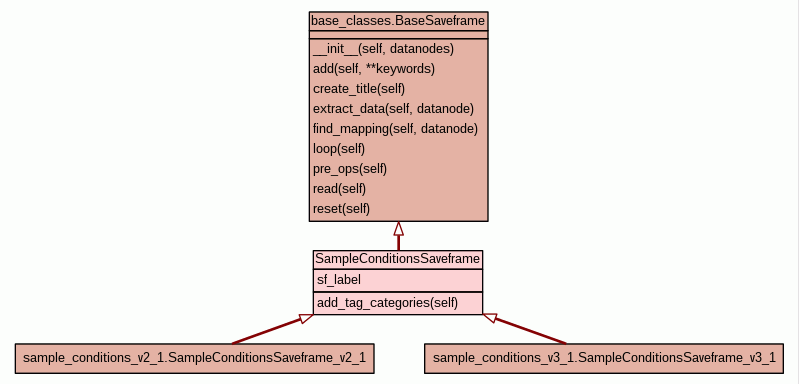 base_classes.BaseSaveframe
__init__(self, datanodes)
add(self, **keywords)
create_title(self)
extract_data(self, datanode)
find_mapping(self, datanode)
loop(self)
pre_ops(self)
read(self)
reset(self)
SampleConditionsSaveframe
sf_label
add_tag_categories(self)
sample_conditions_v2_1.SampleConditionsSaveframe_v2_1
sample_conditions_v3_1.SampleConditionsSaveframe_v3_1